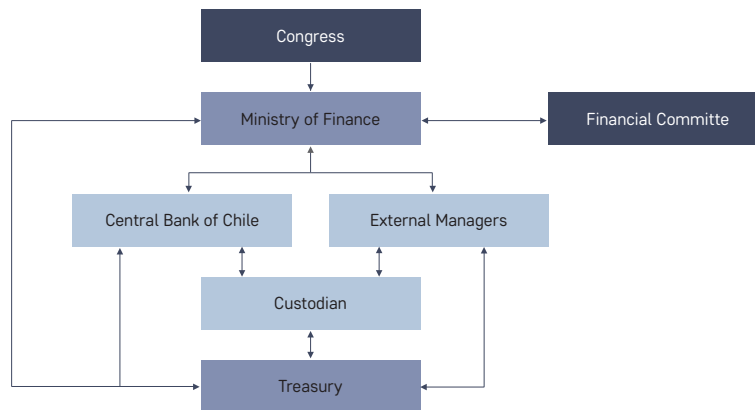 Congress
Ministry of Finance
Financial Committe
Central Bank of Chile
External Managers
Custodian
Treasury